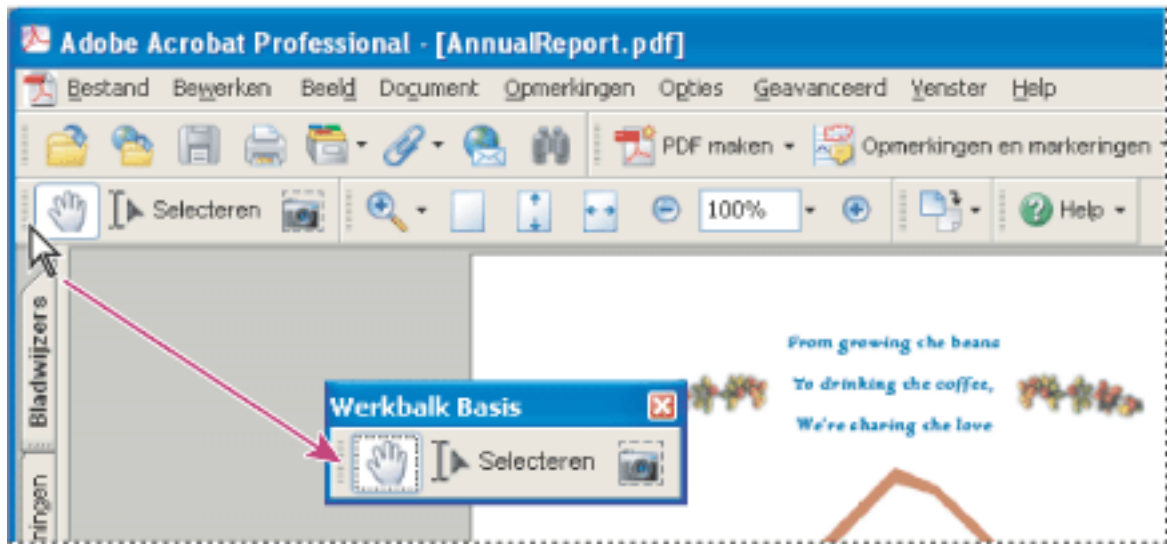 Adobe Acrobat Professional - [AnnualReport.pdf]
Bestand Bewerken Beeld Document Opmerkingen Opties Geavanceerd Venster Help
PDF maken Opmerkingen en markeringen
Selecteren 100% Help
Bladwijzers
From growing the beans
To drinking the coffee,
We're sharing the love
Werkbalk Basis
Selecteren